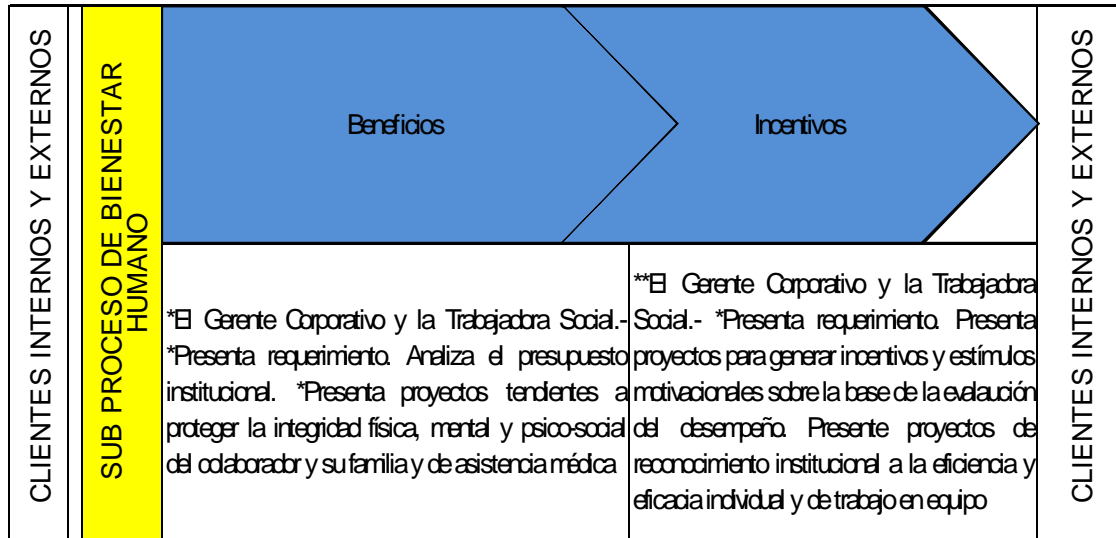 CLIENTES INTERNOS Y EXTERNOS
SUB PROCESO DE BIENESTAR
HUMANO
Beneficios
Incentivos
*El Gerente Corporativo y la Trabajadora Social.-
*Presenta requerimiento. Analiza el presupuesto
institucional. *Presenta proyectos tendientes a
proteger la integridad física, mental y psico-social
del colaborador y su familia y de asistencia médica
**El Gerente Corporativo y la Trabajadora
Social.- *Presenta requerimiento. Presenta
proyectos para generar incentivos y estímulos
motivacionales sobre la base de la evalaución
del desempeño. Presente proyectos de
reconocimiento institucional a la eficiencia y
eficacia individual y de trabajo en equipo
CLIENTES INTERNOS Y EXTERNOS